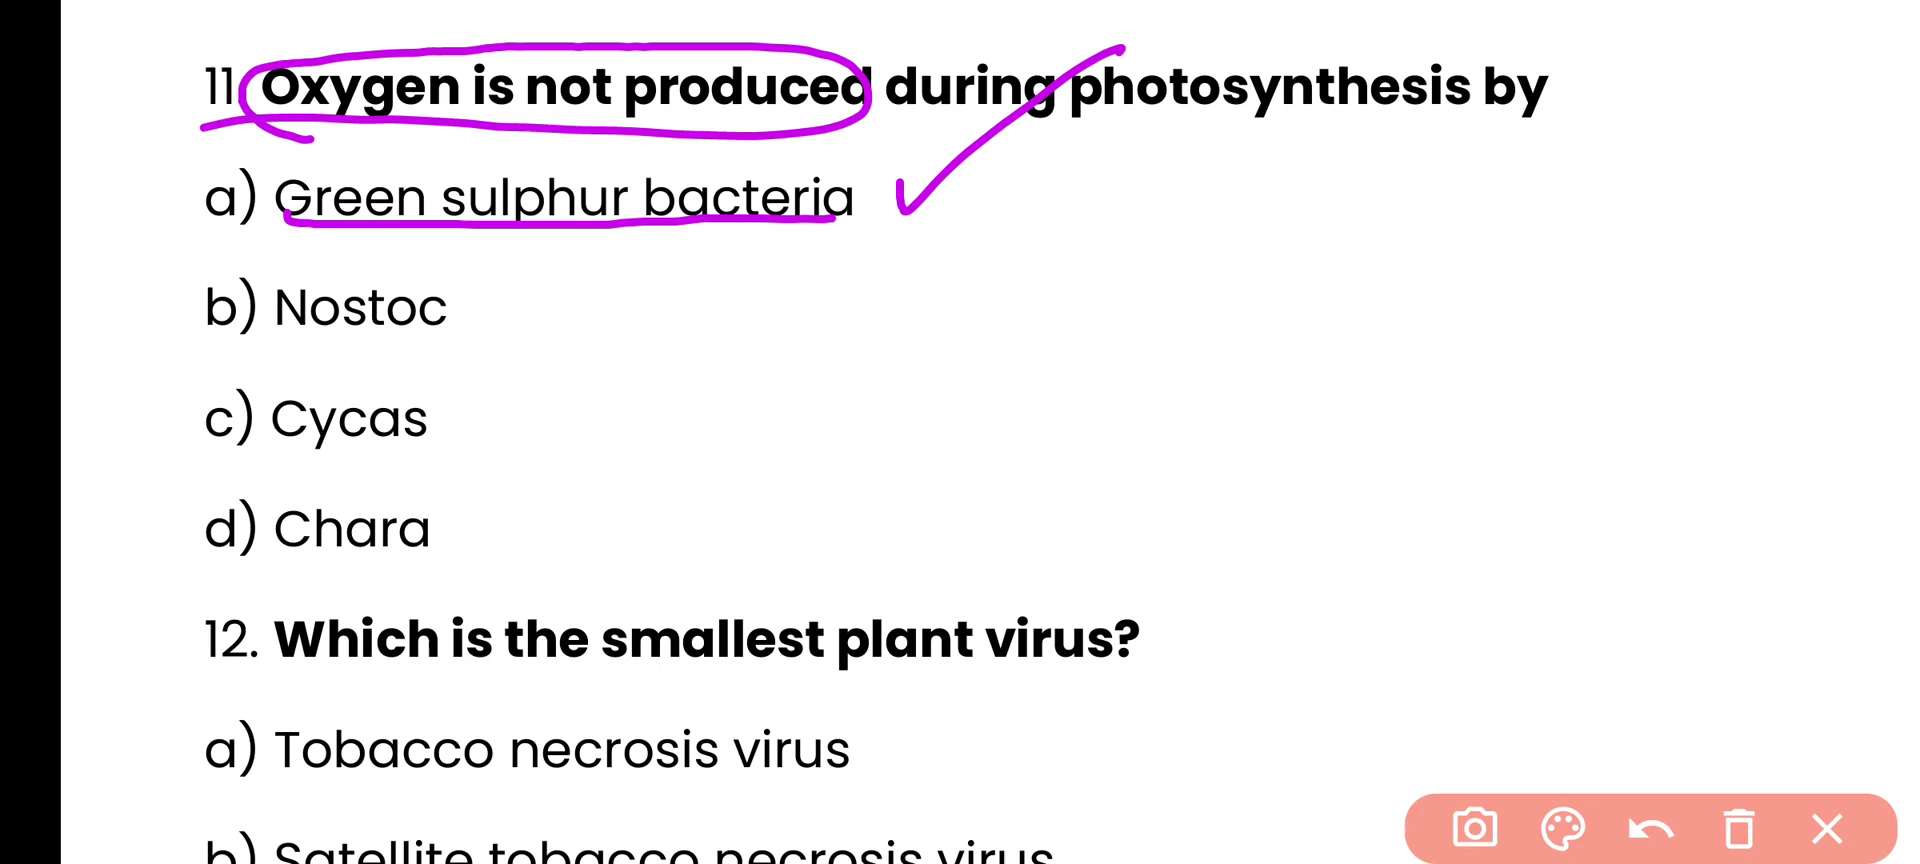 11. Oxygen is not produced during photosynthesis by
a) Green sulphur bacteria
b) Nostoc
c) Cycas
d) Chara
12. Which is the smallest plant virus?
a) Tobacco necrosis virus
b) Satellite tobacco necrosis virus